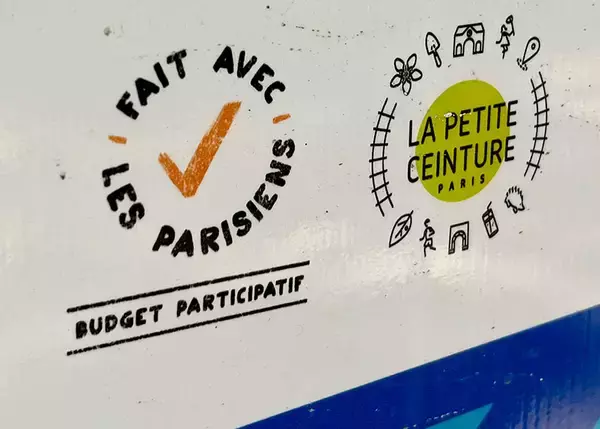 FAIT AVEC
LES PARISIENS
BUDGET PARTICIPATIF
LA PETITE
CEINTURE
PARIS